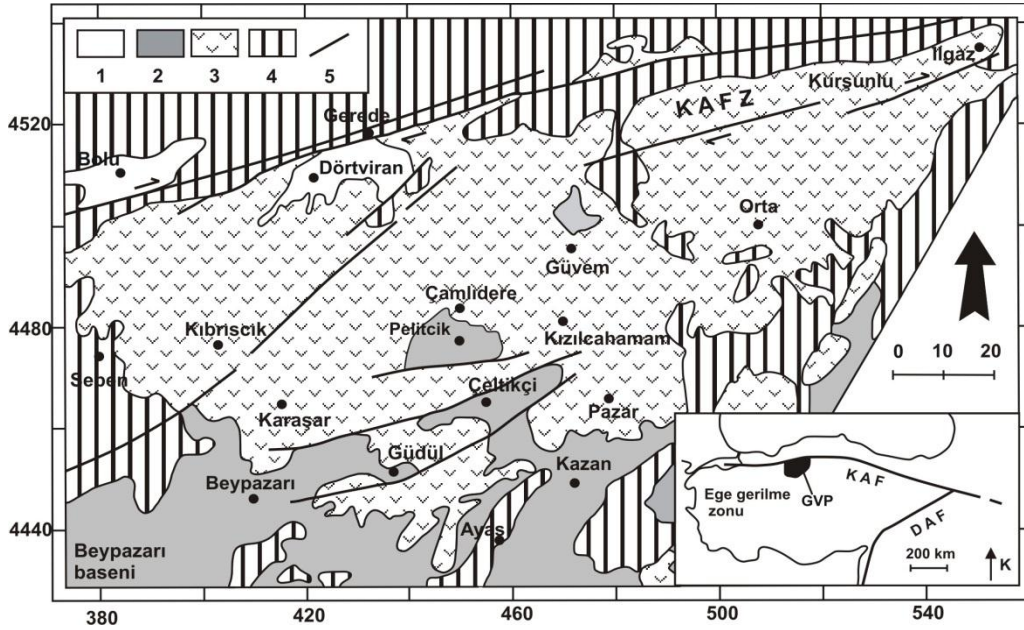 1 2 3 4 5
Ilgaz
Kurşunlu
KAFZ
4520
Gerede
Bolu
Dörtviran
Orta
Güvem
Çamlıdere
4480
Kıbrıscık
Pelitcik
Kızılcahamam
Seben
0 10 20
Çeltikçi
Karaşar
Pazar
Güdül
Kazan
Beypazarı
4440
Ayaş
Beypazarı
baseni
Ege gerilme
zonu
GVP
KAF
DAF
200 km
K
380 420 460 500 540